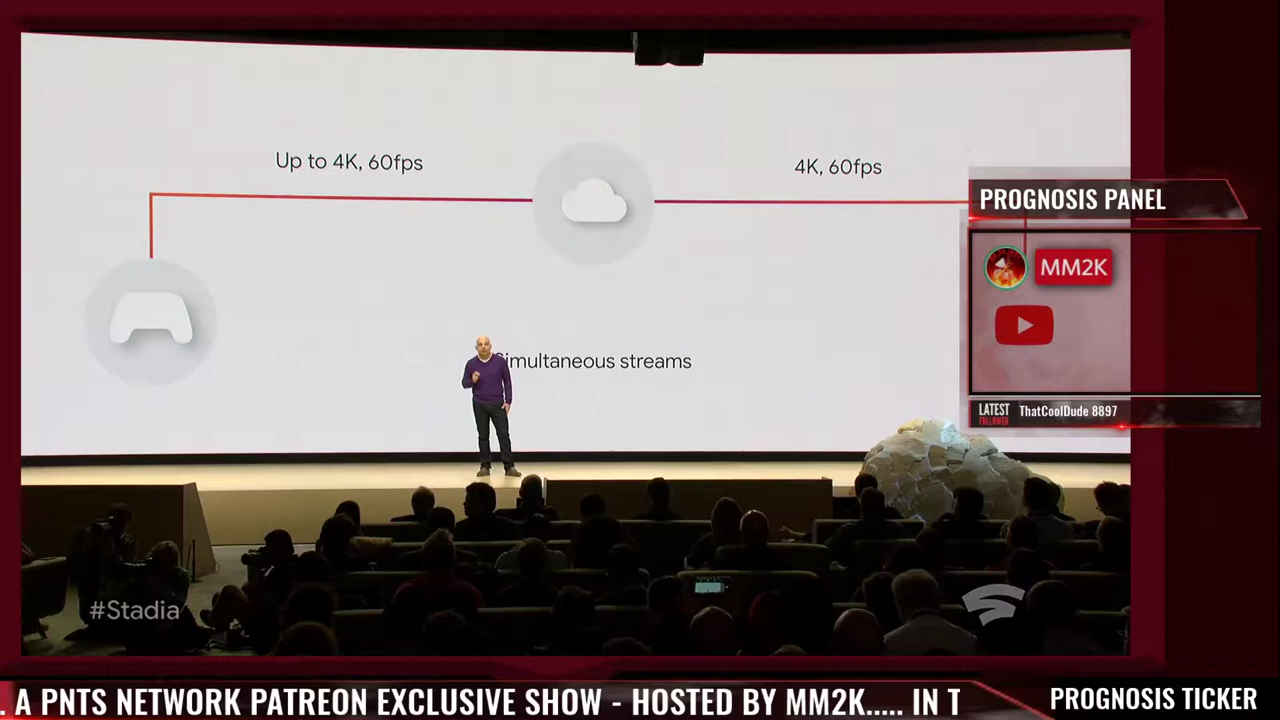 Up to 4K, 60fps
4K, 60fps
PROGNOSIS PANEL
MM2K
Simultaneous streams
LATEST
FOLLOWER
ThatCoolDude 8897
#Stadia
. A PNTS NETWORK PATREON EXCLUSIVE SHOW - HOSTED BY MM2K..... IN T
PROGNOSIS TICKER